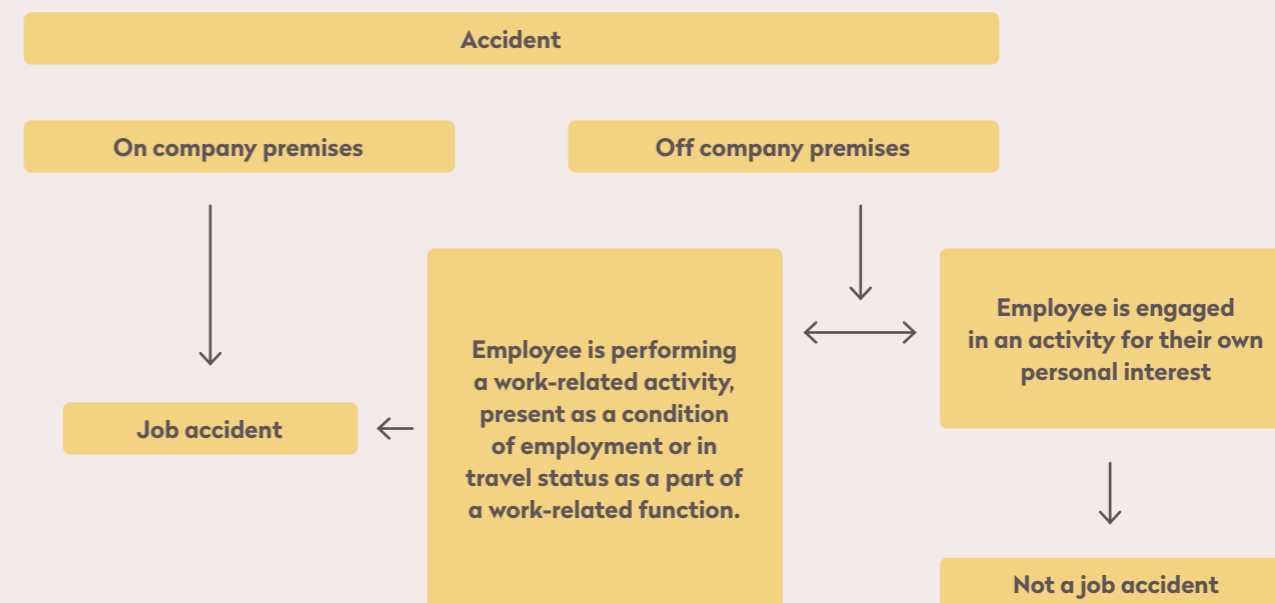 Accident
On company premises
Off company premises
Employee is engaged
in an activity for their own
personal interest
Employee is performing
a work-related activity,
present as a condition
of employment or in
travel status as a part of
a work-related function.
Job accident
Not a job accident